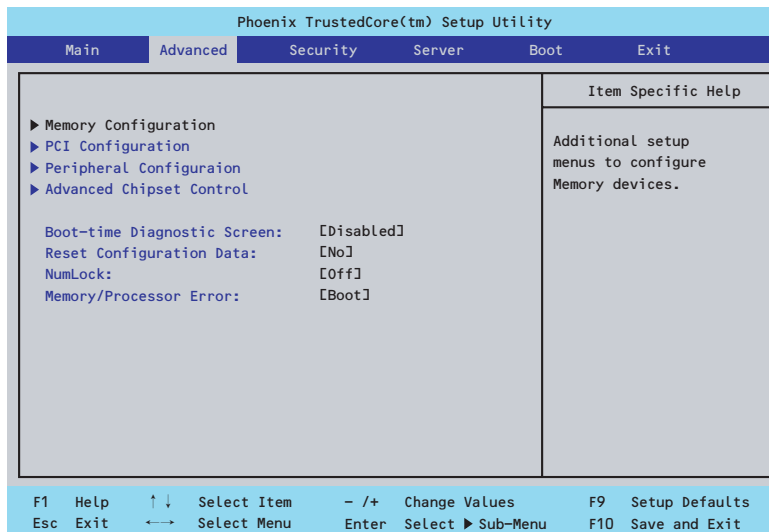 Phoenix TrustedCore(tm) Setup Utility
Main Advanced Security Server Boot Exit
Item Specific Help
▶ Memory Configuration
▶ PCI Configuration
▶ Peripheral Configuraion
▶ Advanced Chipset Control
Boot-time Diagnostic Screen: [Disabled]
Reset Configuration Data: [No]
NumLock: [Off]
Memory/Processor Error: [Boot]
Additional setup
menus to configure
Memory devices.
F1 Help ↑↓ Select Item - /+ Change Values F9 Setup Defaults
Esc Exit ←→ Select Menu Enter Select ▶ Sub-Menu F10 Save and Exit